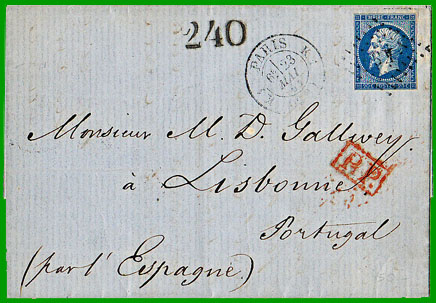 240
PARIS
23
MAI
EMPIRE FRANC
Monsieur M. D. Gallwey.
à Lisbonne
P.P.
Portugal
(par l'Espagne)